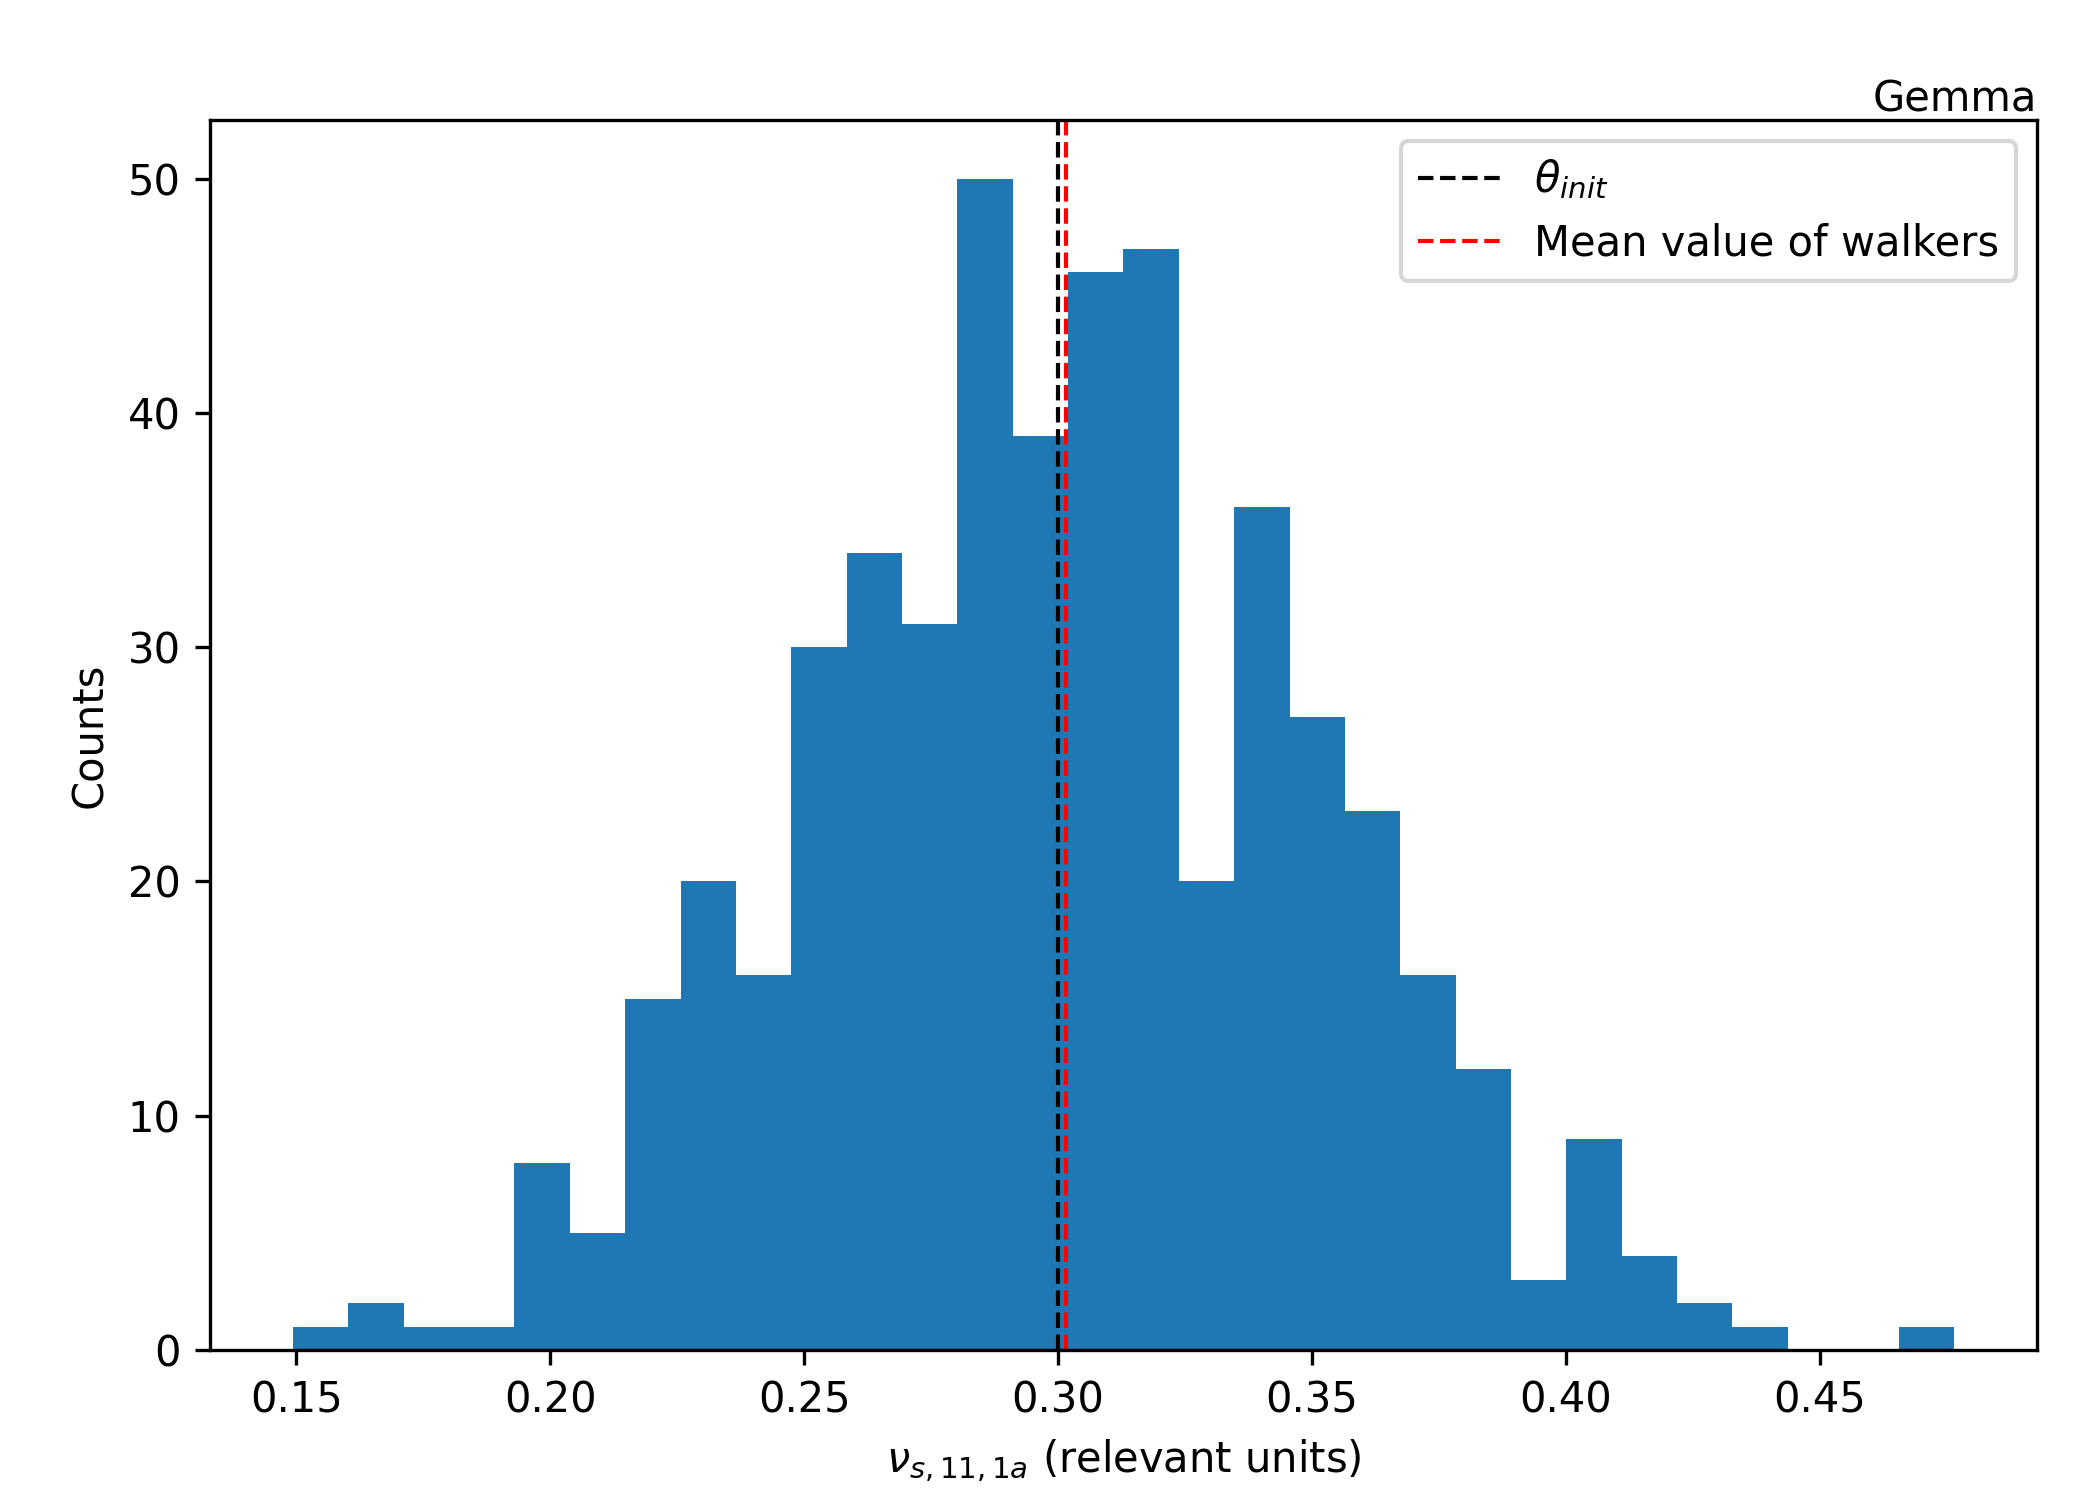 Gemma
θinit
Mean value of walkers
50
40
30
20
10
0
Counts
0.15 0.20 0.25 0.30 0.35 0.40 0.45
νs, 11, 1a (relevant units)